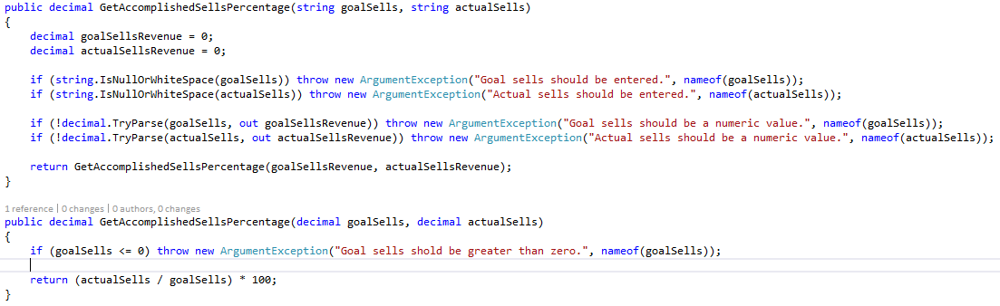 public decimal GetAccomplishedSellsPercentage(string goalSells, string actualSells)
{
    decimal goalSellsRevenue = 0;
    decimal actualSellsRevenue = 0;

    if (string.IsNullOrWhiteSpace(goalSells)) throw new ArgumentException("Goal sells should be entered.", nameof(goalSells));
    if (string.IsNullOrWhiteSpace(actualSells)) throw new ArgumentException("Actual sells should be entered.", nameof(actualSells));

    if (!decimal.TryParse(goalSells, out goalSellsRevenue)) throw new ArgumentException("Goal sells should be a numeric value.", nameof(goalSells));
    if (!decimal.TryParse(actualSells, out actualSellsRevenue)) throw new ArgumentException("Actual sells should be a numeric value.", nameof(actualSells));

    return GetAccomplishedSellsPercentage(goalSellsRevenue, actualSellsRevenue);
}

1 reference | 0 changes | 0 authors, 0 changes
public decimal GetAccomplishedSellsPercentage(decimal goalSells, decimal actualSells)
{
    if (goalSells <= 0) throw new ArgumentException("Goal sells shold be greater than zero.", nameof(goalSells));

    return (actualSells / goalSells) * 100;
}